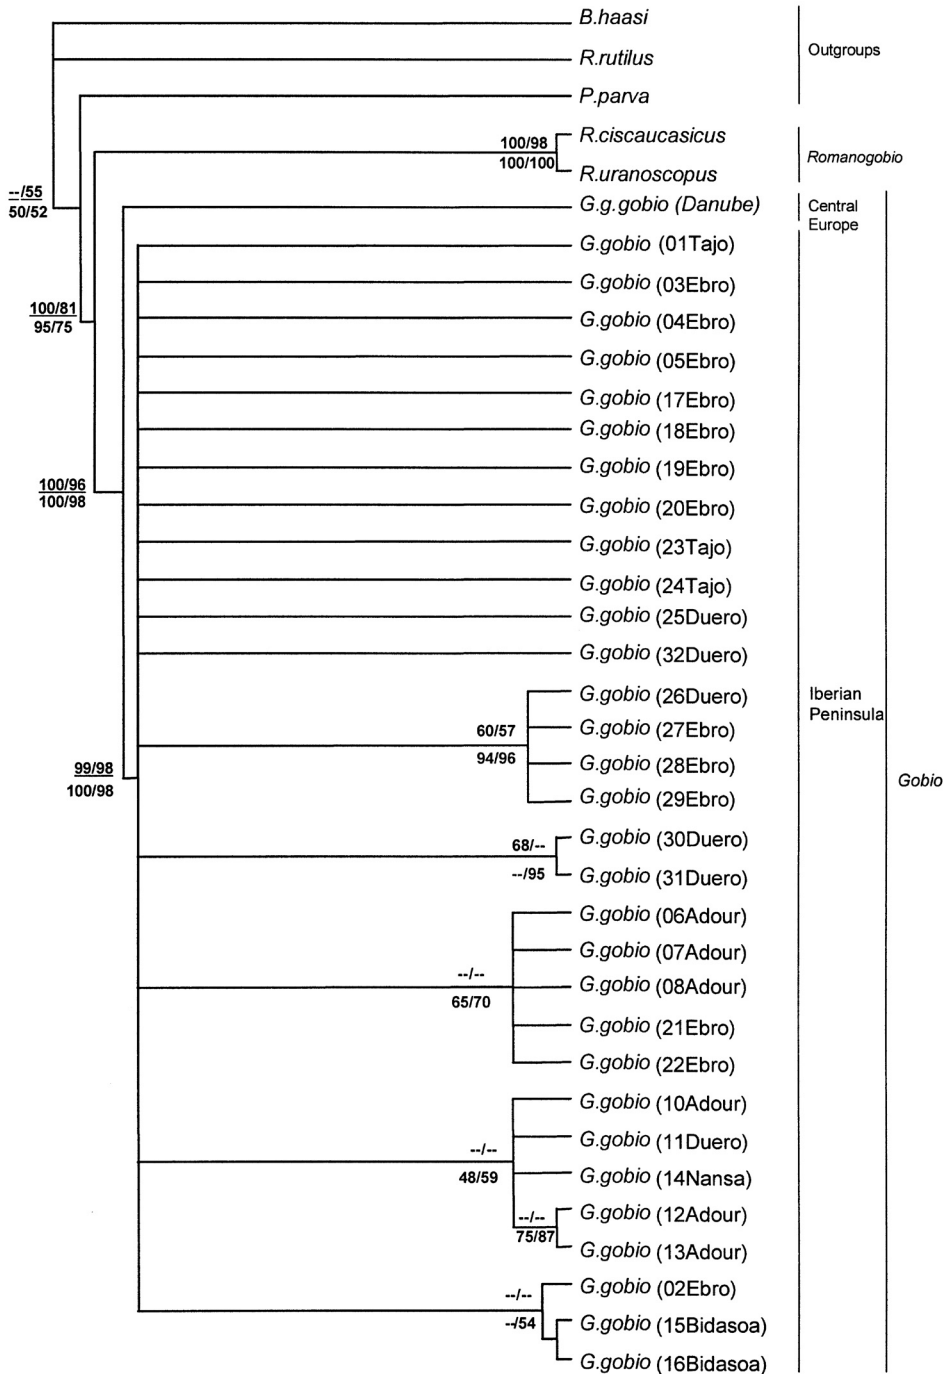 B.haasi
R.rutilus
Outgroups
P.parva
100/98
100/100
R.ciscaucasicus
R.uranoscopus
Romanogobio
--/55
50/52
G.g.gobio (Danube)
Central
Europe
G.gobio (01Tajo)
G.gobio (03Ebro)
100/81
95/75
G.gobio (04Ebro)
G.gobio (05Ebro)
G.gobio (17Ebro)
G.gobio (18Ebro)
G.gobio (19Ebro)
100/96
100/98
G.gobio (20Ebro)
G.gobio (23Tajo)
G.gobio (24Tajo)
G.gobio (25Duero)
G.gobio (32Duero)
G.gobio (26Duero)
Iberian
Peninsula
60/57
94/96
G.gobio (27Ebro)
G.gobio (28Ebro)
G.gobio (29Ebro)
99/98
100/98
Gobio
68/--
--/95
G.gobio (30Duero)
G.gobio (31Duero)
G.gobio (06Adour)
G.gobio (07Adour)
--/--
65/70
G.gobio (08Adour)
G.gobio (21Ebro)
G.gobio (22Ebro)
G.gobio (10Adour)
G.gobio (11Duero)
--/--
48/59
G.gobio (14Nansa)
--/--
75/87
G.gobio (12Adour)
G.gobio (13Adour)
G.gobio (02Ebro)
--/--
--/54
G.gobio (15Bidasoa)
G.gobio (16Bidasoa)